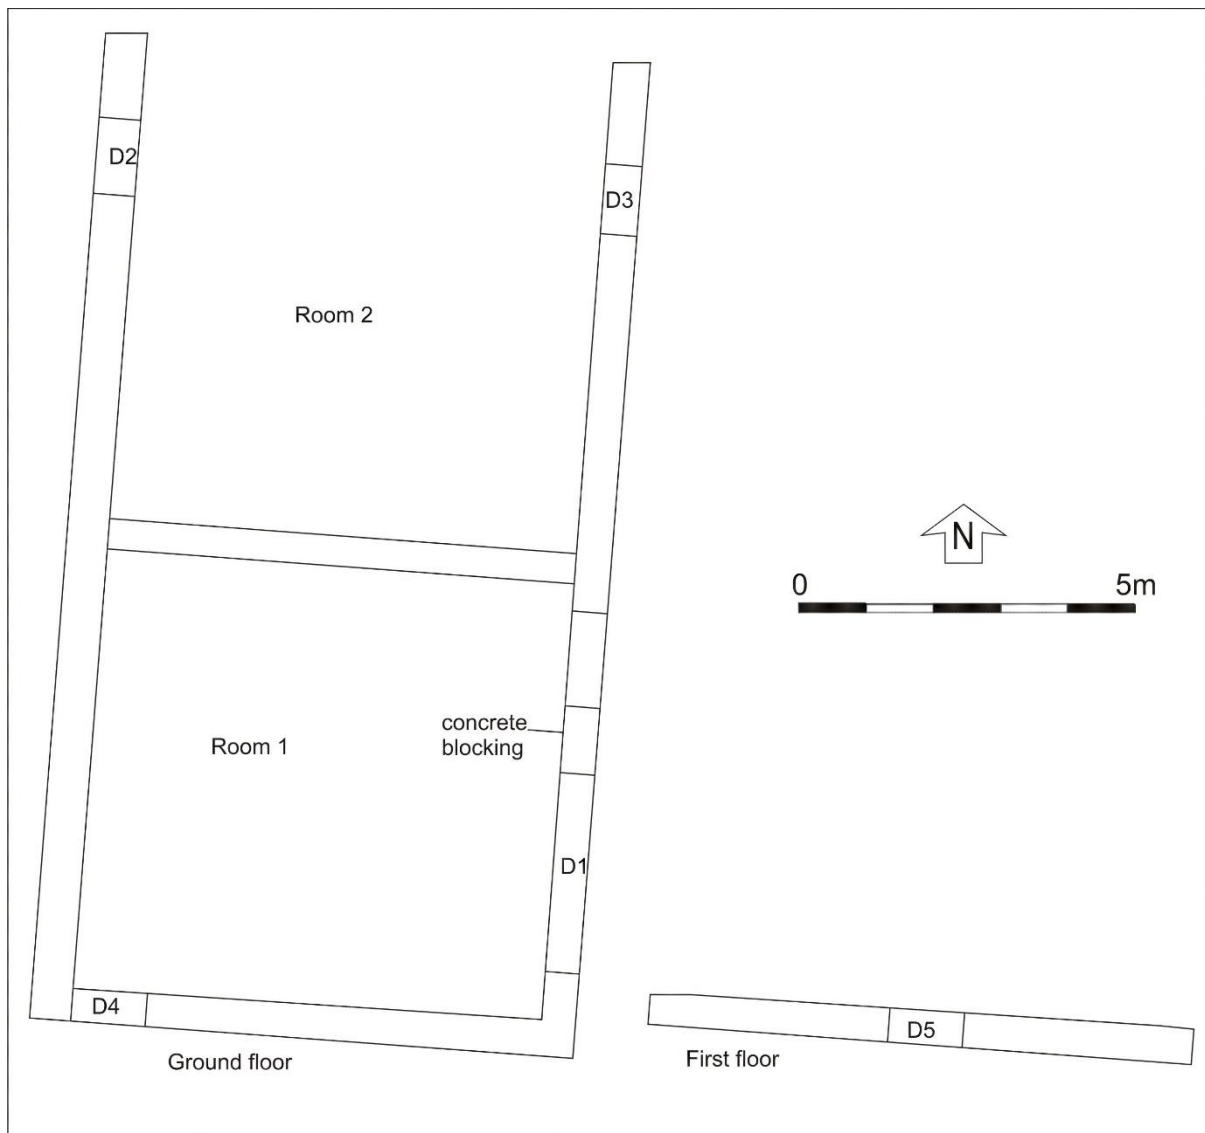 D2
D3
Room 2
N
0 5m
concrete
blocking
Room 1
D1
D4
D5
Ground floor
First floor